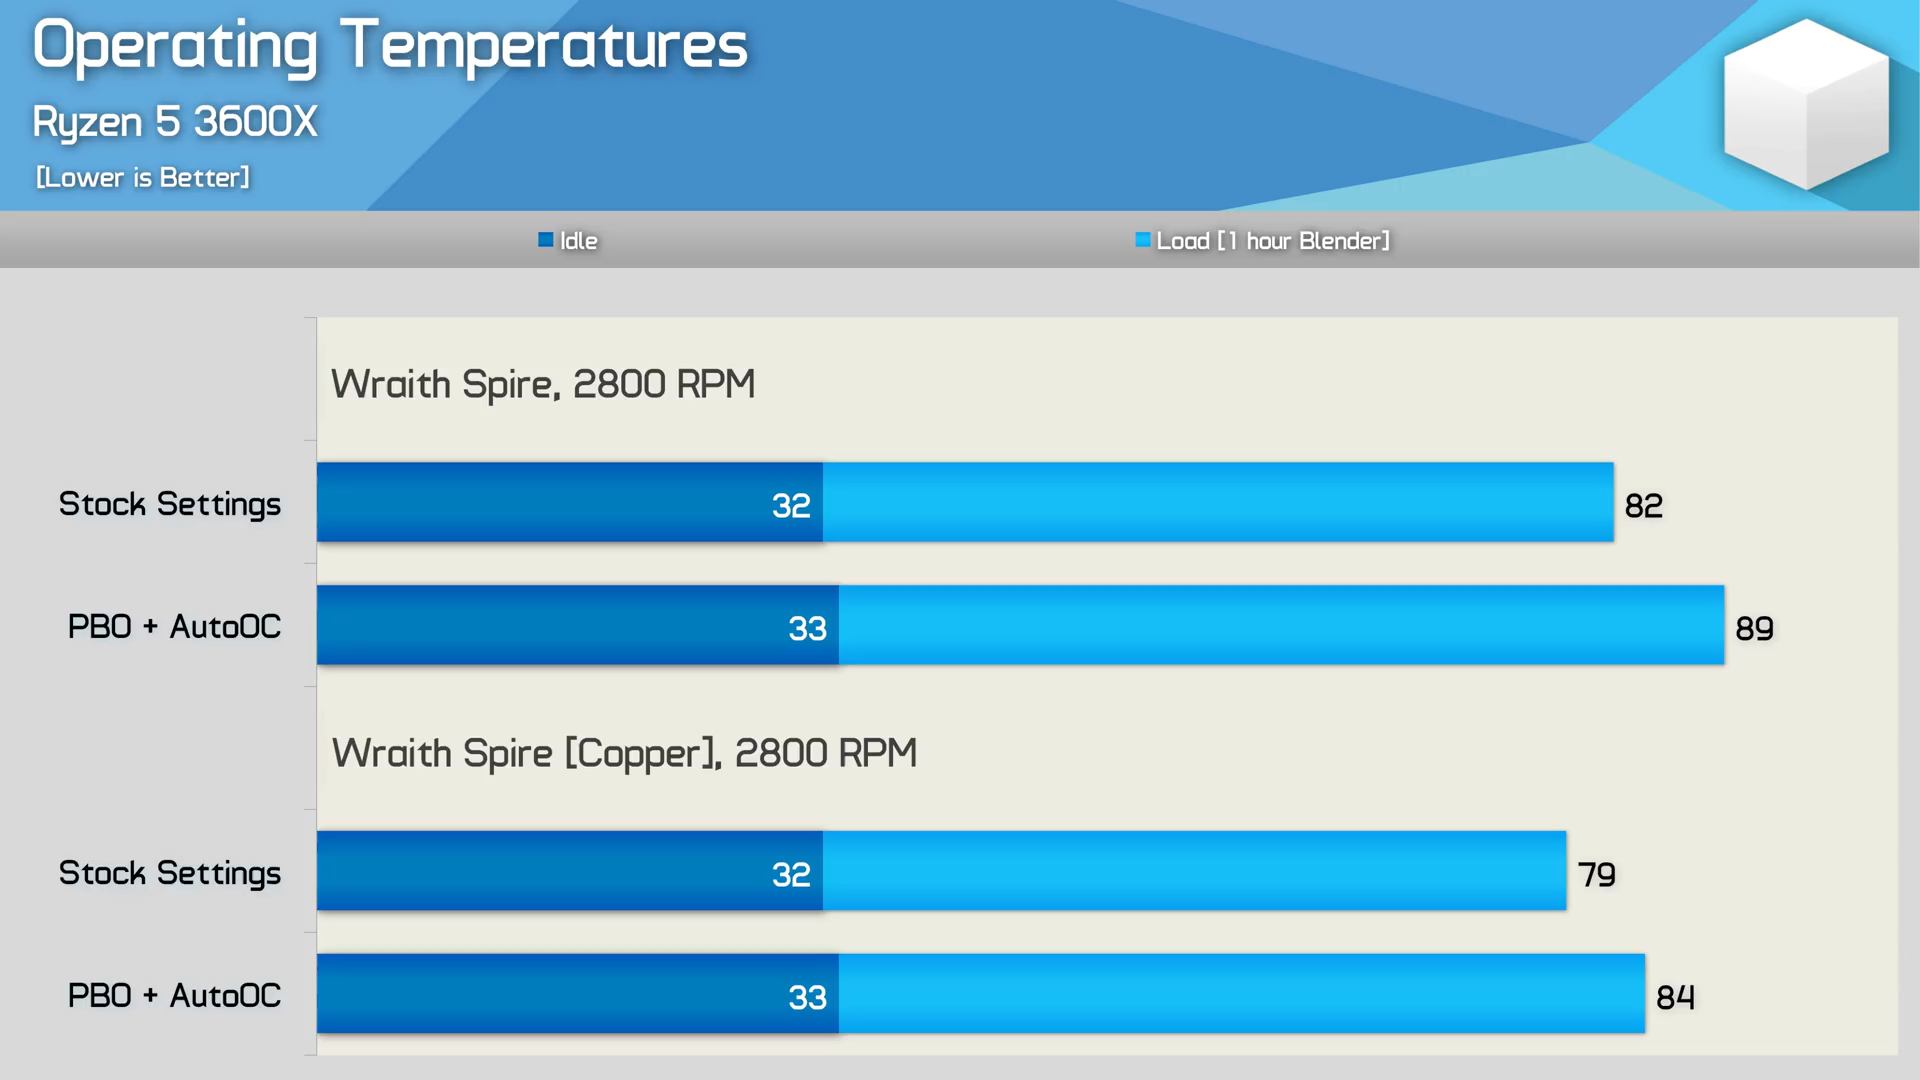 Operating Temperatures
Ryzen 5 3600X
[Lower is Better]
Idle
Load [1 hour Blender]
Wraith Spire, 2800 RPM
Stock Settings 32 82
PBO + AutoOC 33 89
Wraith Spire [Copper], 2800 RPM
Stock Settings 32 79
PBO + AutoOC 33 84